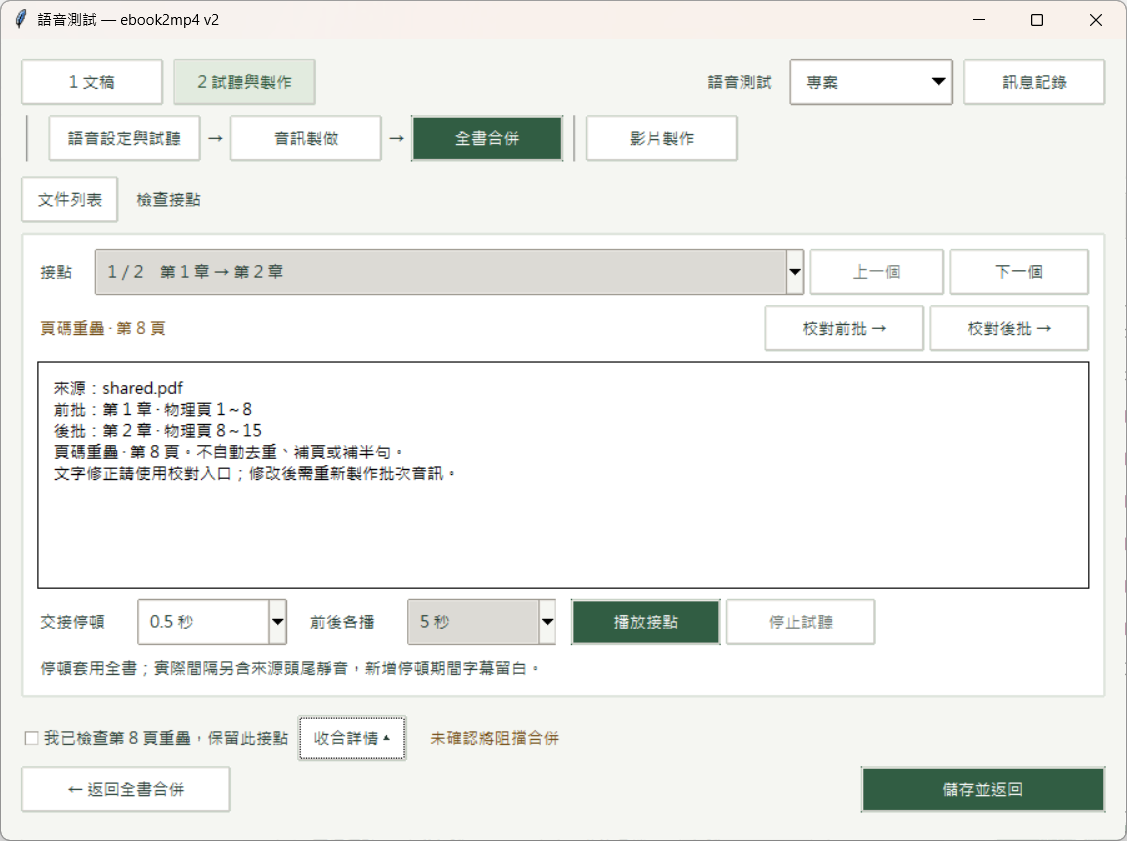 語音測試 — ebook2mp4 v2
1 文稿
2 試聽與製作
語音測試
專案
訊息記錄
語音設定與試聽
→
音訊製做
→
全書合併
影片製作
文件列表
檢查接點
接點
1 / 2 第 1 章 → 第 2 章
上一個
下一個
頁碼重疊 · 第 8 頁
校對前批 →
校對後批 →
來源：shared.pdf
前批：第 1 章 · 物理頁 1～8
後批：第 2 章 · 物理頁 8～15
頁碼重疊 · 第 8 頁。不自動去重、補頁或補半句。
文字修正請使用校對入口；修改後需重新製作批次音訊。
交接停頓
0.5 秒
前後各播
5 秒
播放接點
停止試聽
停頓套用全書；實際間隔另含來源頭尾靜音，新增停頓期間字幕留白。
我已檢查第 8 頁重疊，保留此接點
收合詳情 ▴
未確認將阻擋合併
← 返回全書合併
儲存並返回